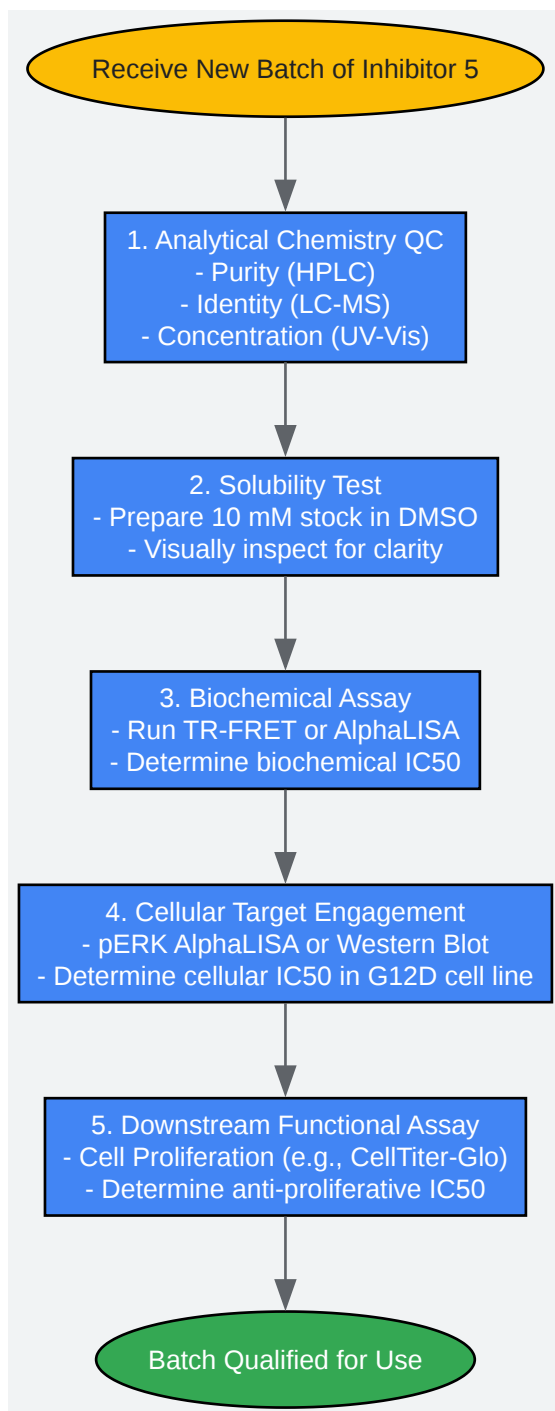 Receive New Batch of Inhibitor 5
1. Analytical Chemistry QC
- Purity (HPLC)
- Identity (LC-MS)
- Concentration (UV-Vis)
2. Solubility Test
- Prepare 10 mM stock in DMSO
- Visually inspect for clarity
3. Biochemical Assay
- Run TR-FRET or AlphaLISA
- Determine biochemical IC50
4. Cellular Target Engagement
- pERK AlphaLISA or Western Blot
- Determine cellular IC50 in G12D cell line
5. Downstream Functional Assay
- Cell Proliferation (e.g., CellTiter-Glo)
- Determine anti-proliferative IC50
Batch Qualified for Use